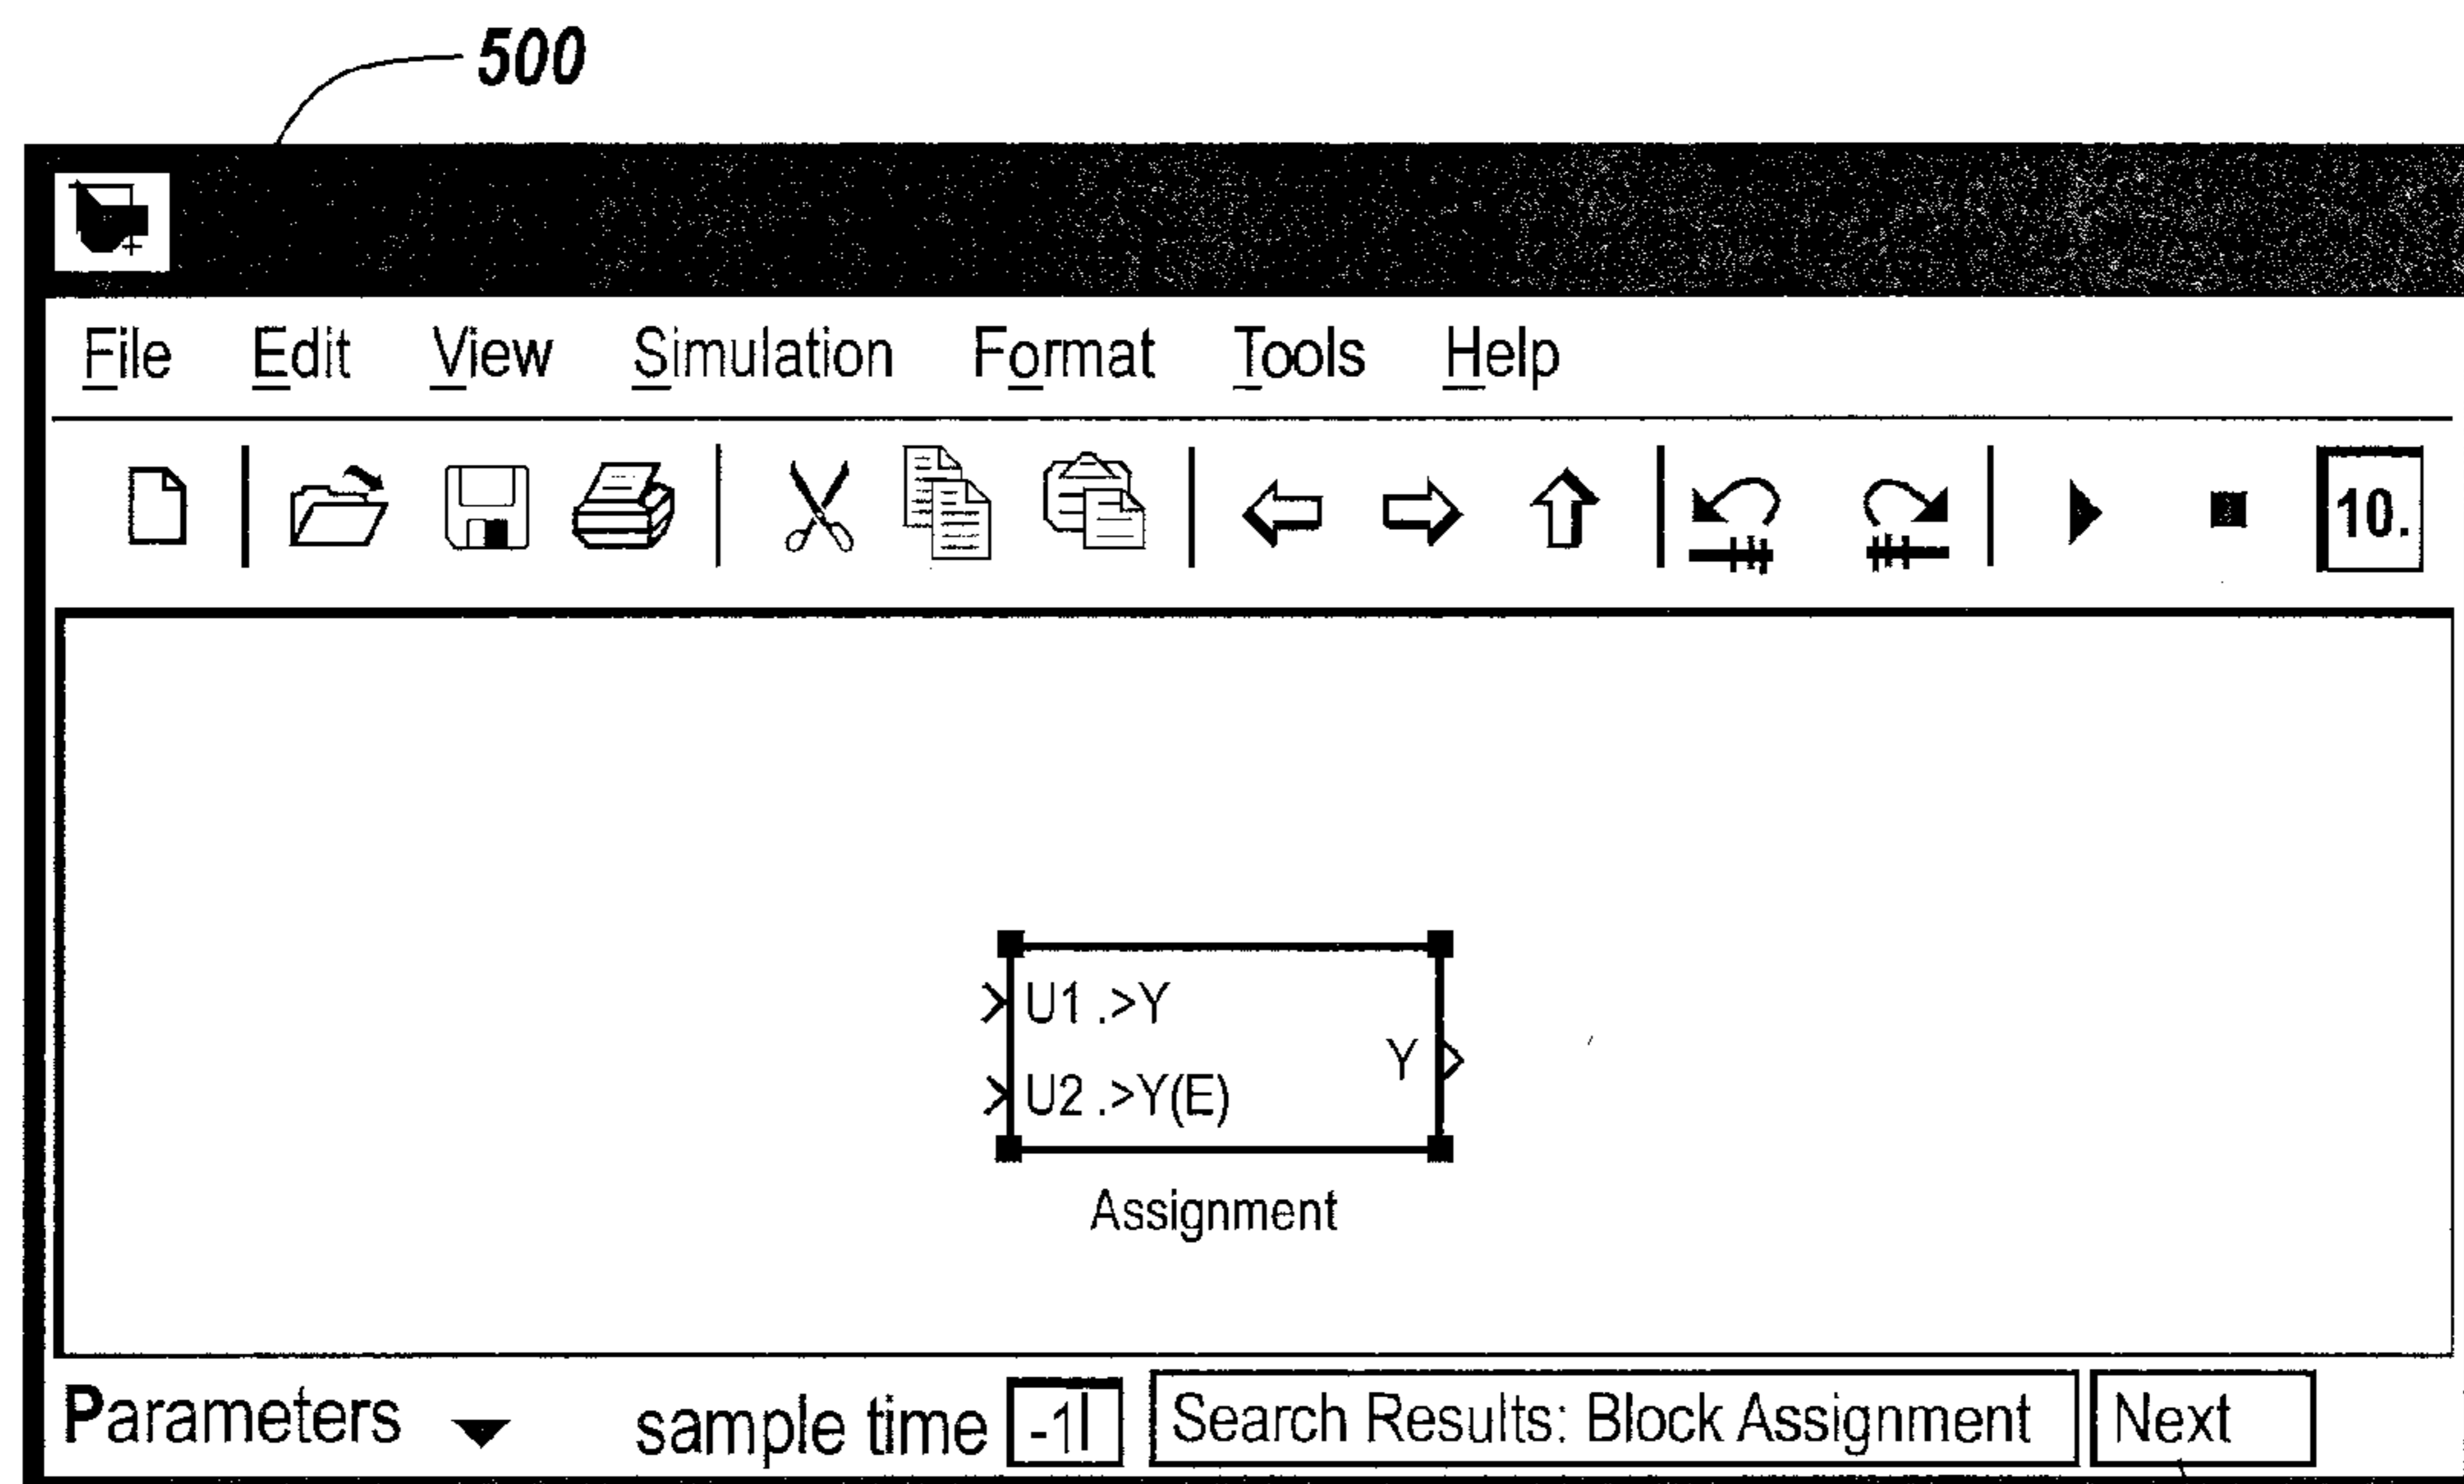 500
File Edit View Simulation Format Tools Help
10.
U1 .>Y
Y
U2 .>Y(E)
Assignment
Parameters sample time -1 Search Results: Block Assignment Next